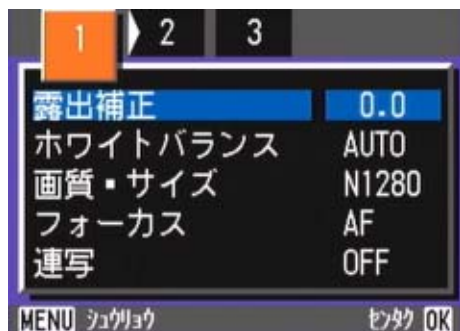 1 2 3
露出補正 0.0
ホワイトバランス AUTO
画質・サイズ N1280
フォーカス AF
連写 OFF
MENU シュウリョウ センタク OK